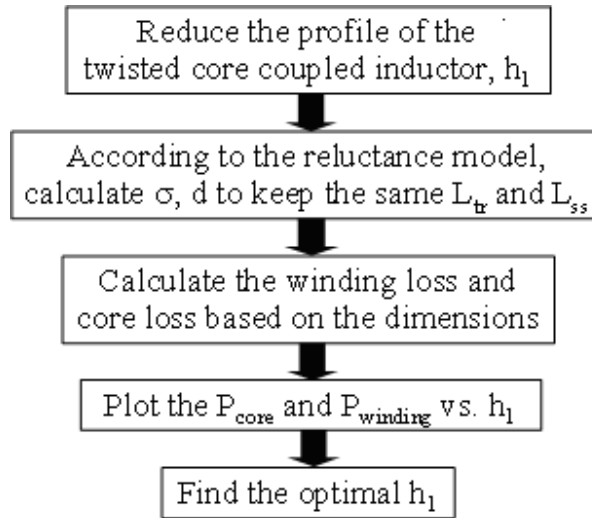 Reduce the profile of the
twisted core coupled inductor, h₁
According to the reluctance model,
calculate σ, d to keep the same Lₜᵣ and Lₛₛ
Calculate the winding loss and
core loss based on the dimensions
Plot the P_core and P_winding vs. h₁
Find the optimal h₁